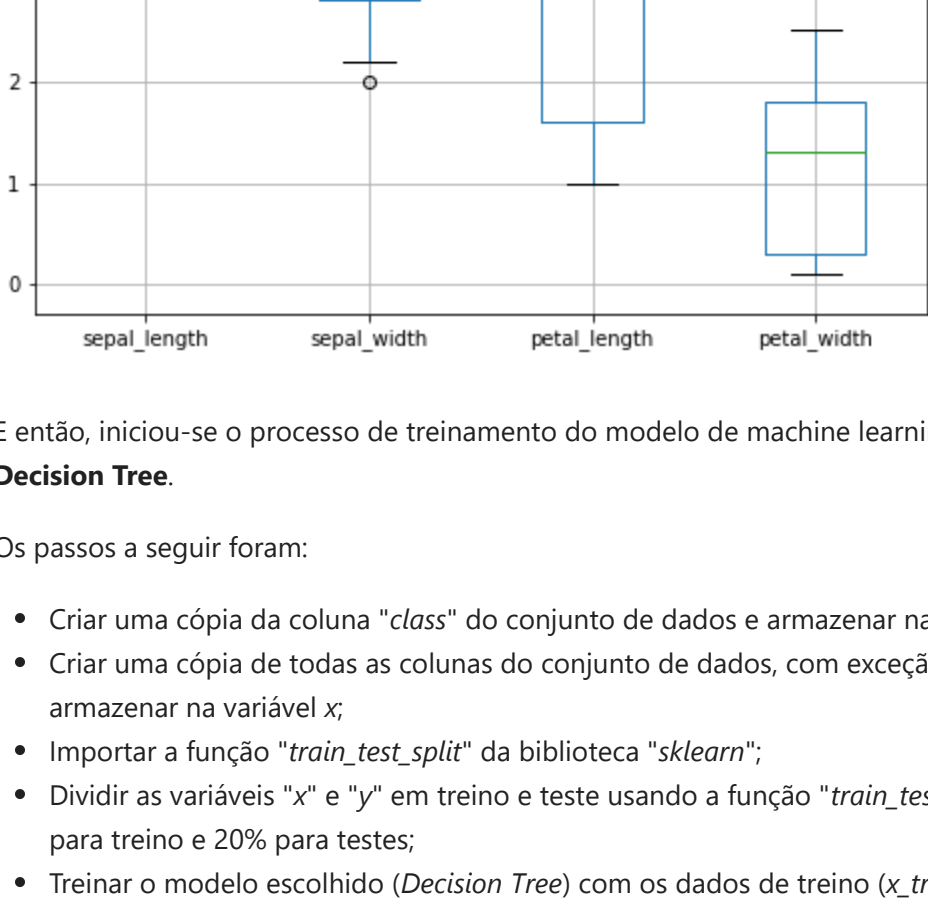 2
1
0
sepal_length sepal_width petal_length petal_width
E então, iniciou-se o processo de treinamento do modelo de machine
Decision Tree.
Os passos a seguir foram:
• Criar uma cópia da coluna "class" do conjunto de dados e armazenar na
• Criar uma cópia de todas as colunas do conjunto de dados, com
armazenar na variável x;
• Importar a função "train_test_split" da biblioteca "sklearn";
• Dividir as variáveis "x" e "y" em treino e teste usando a função
para treino e 20% para testes;
• Treinar o modelo escolhido (Decision Tree) com os dados de treino